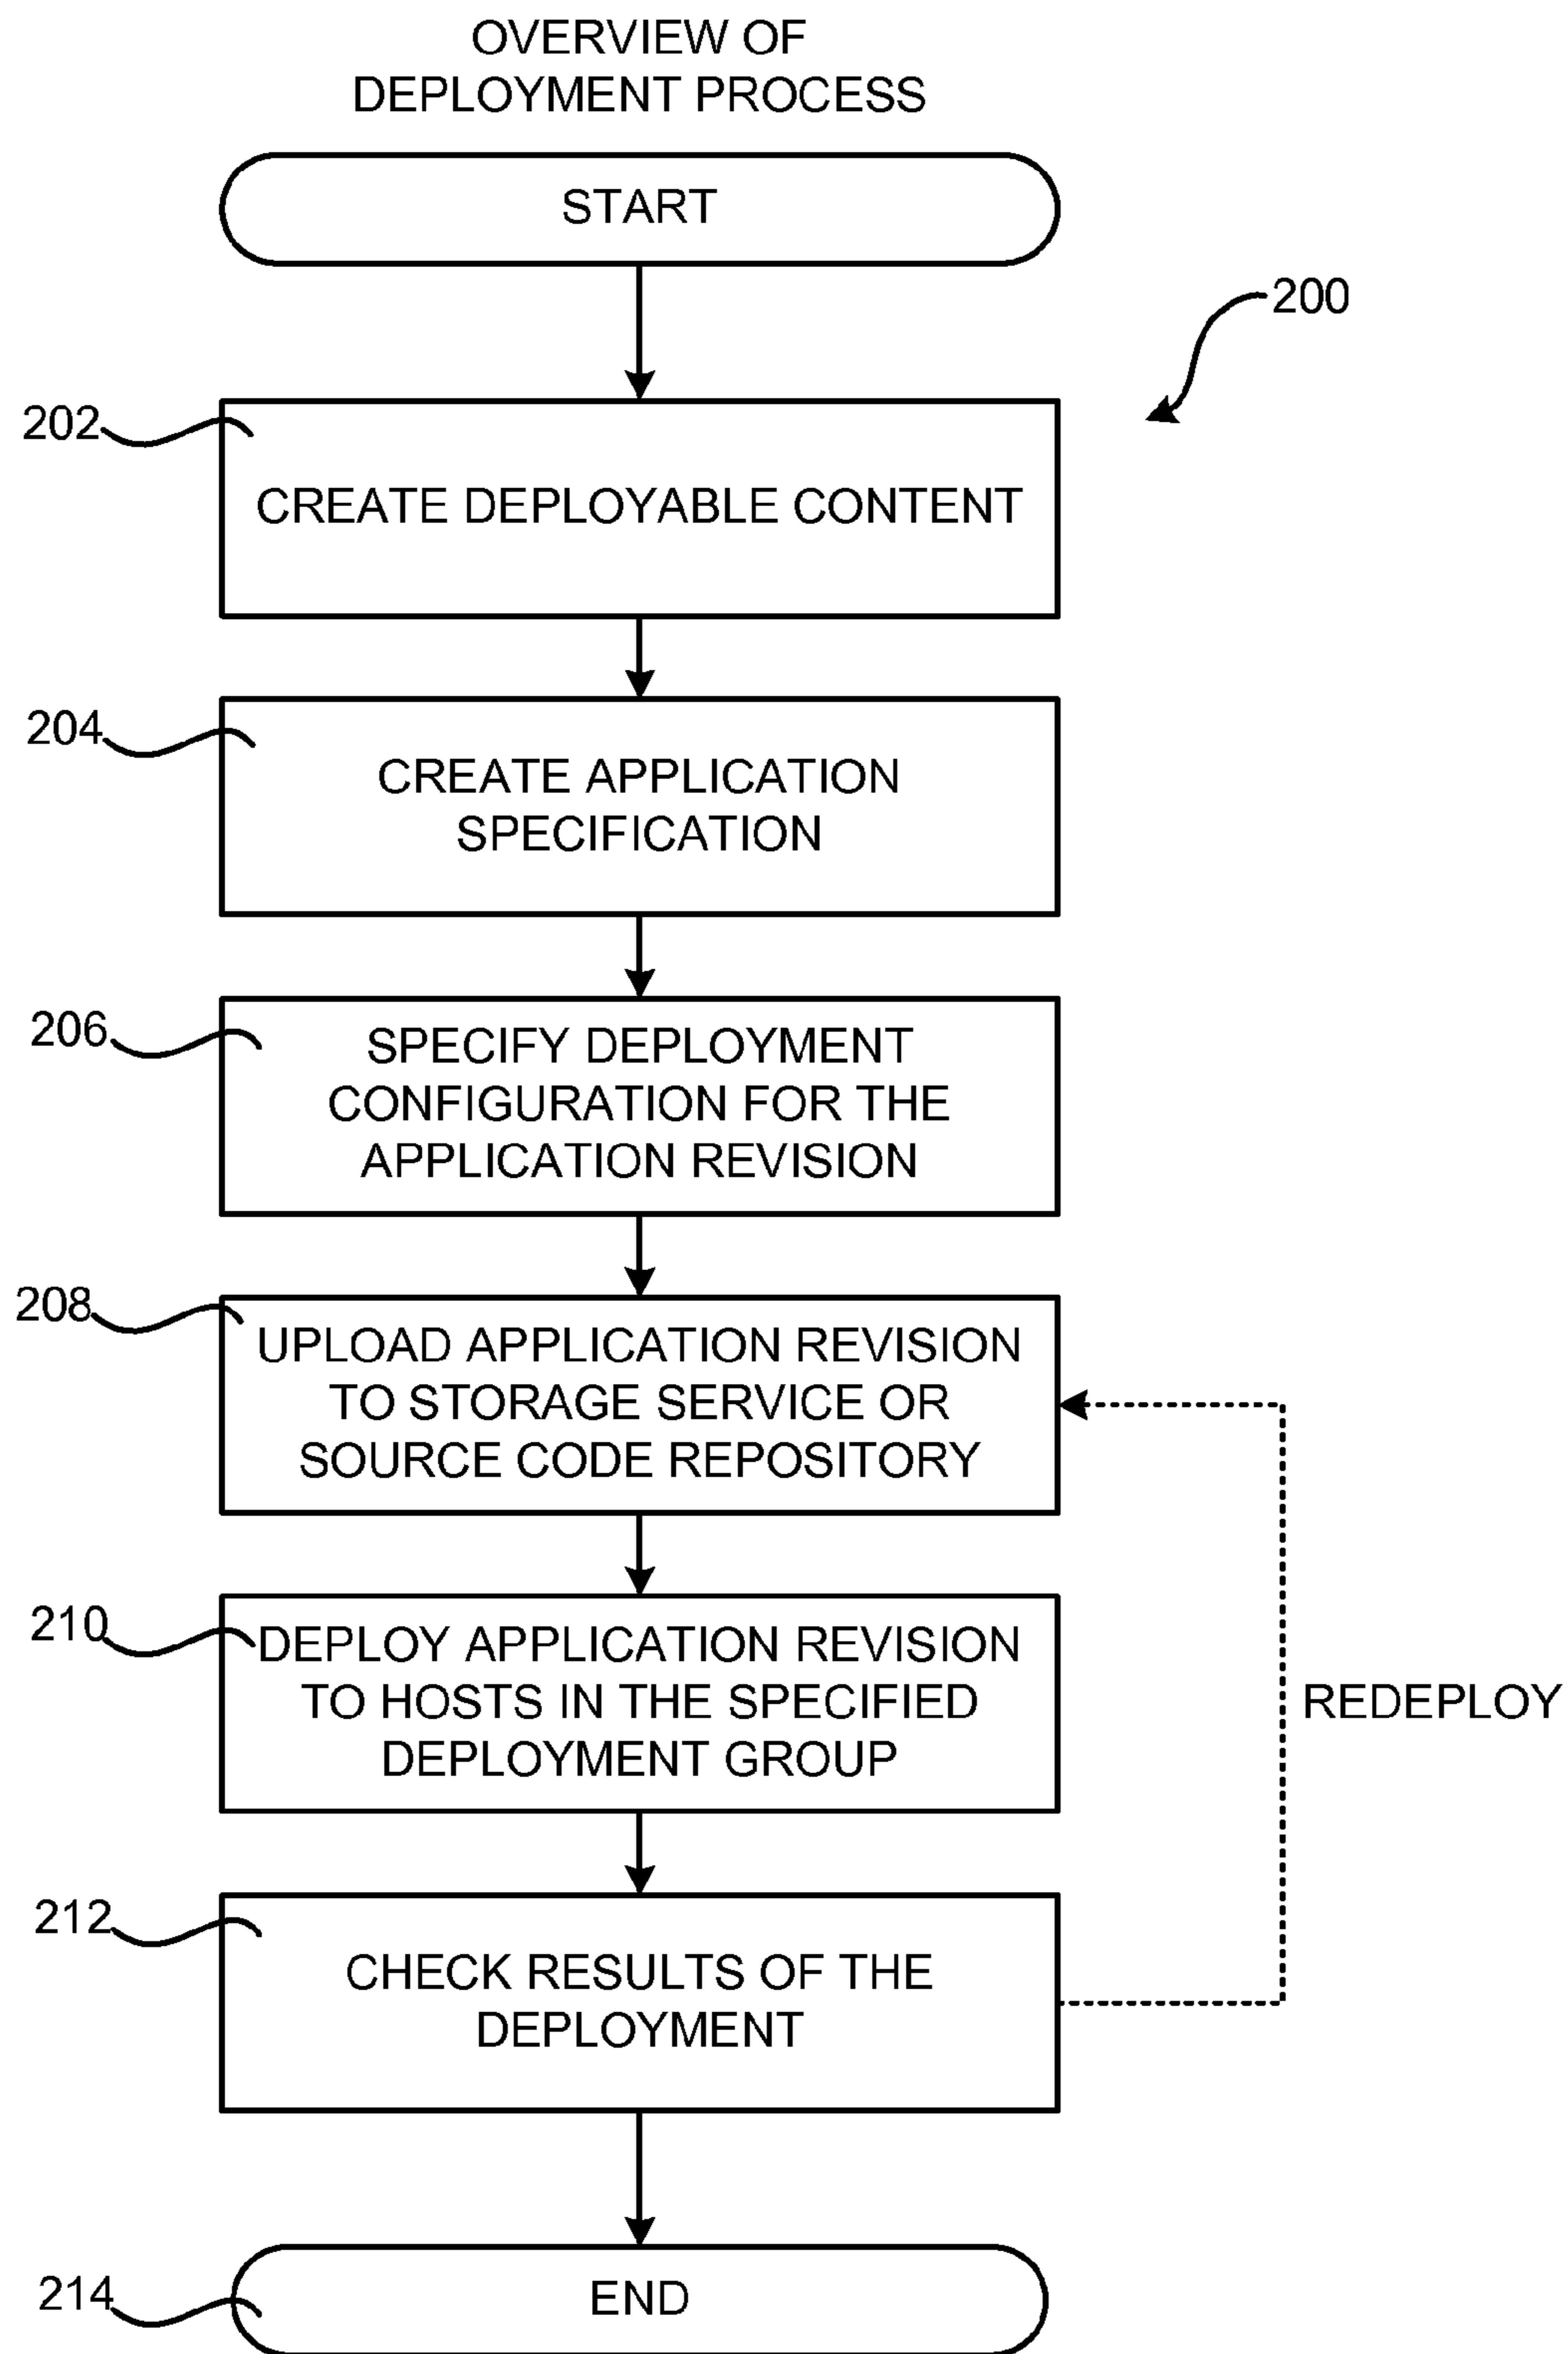 OVERVIEW OF
DEPLOYMENT PROCESS
START
200
202
CREATE DEPLOYABLE CONTENT
204
CREATE APPLICATION
SPECIFICATION
206
SPECIFY DEPLOYMENT
CONFIGURATION FOR THE
APPLICATION REVISION
208
UPLOAD APPLICATION REVISION
TO STORAGE SERVICE OR
SOURCE CODE REPOSITORY
210
DEPLOY APPLICATION REVISION
TO HOSTS IN THE SPECIFIED
DEPLOYMENT GROUP
REDEPLOY
212
CHECK RESULTS OF THE
DEPLOYMENT
214
END